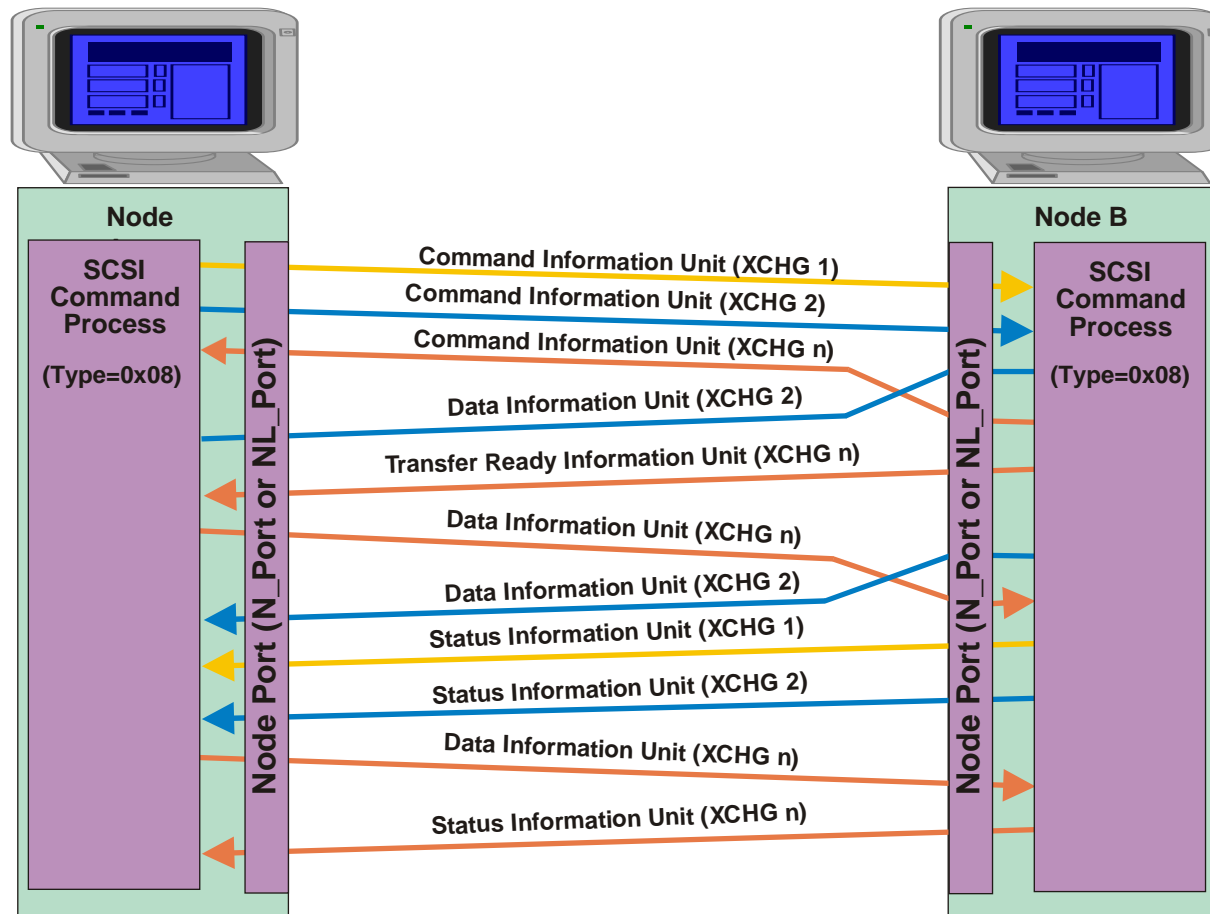 Node
SCSI
Command
Process
(Type=0x08)
Node Port (N_Port or NL_Port)
Command Information Unit (XCHG 1)
Command Information Unit (XCHG 2)
Command Information Unit (XCHG n)
Data Information Unit (XCHG 2)
Transfer Ready Information Unit (XCHG n)
Data Information Unit (XCHG n)
Data Information Unit (XCHG 2)
Status Information Unit (XCHG 1)
Status Information Unit (XCHG 2)
Data Information Unit (XCHG n)
Status Information Unit (XCHG n)
Node Port (N_Port or NL_Port)
Node B
SCSI
Command
Process
(Type=0x08)